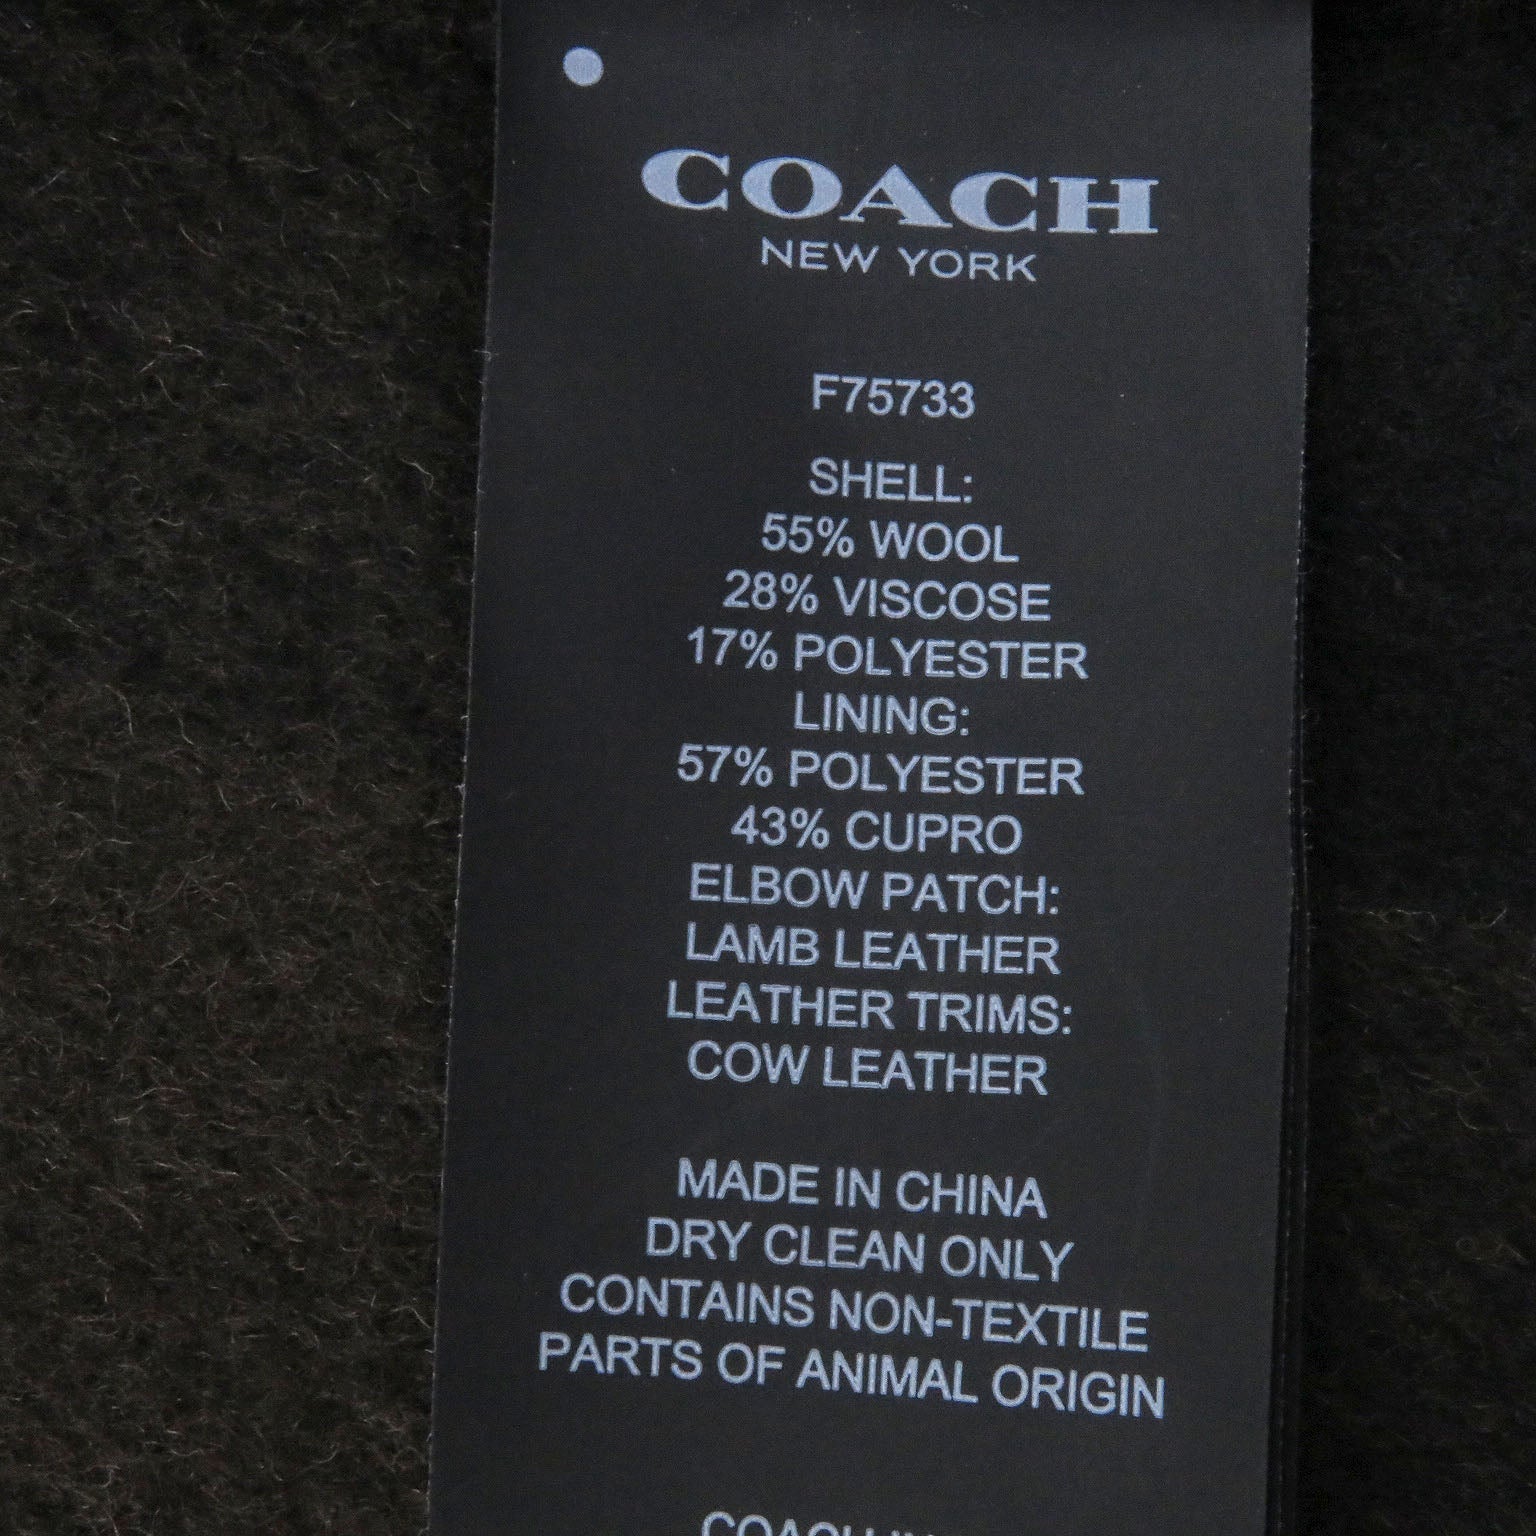 COACH
NEW YORK
F75733
SHELL:
55% WOOL
28% VISCOSE
17% POLYESTER
LINING:
57% POLYESTER
43% CUPRO
ELBOW PATCH:
LAMB LEATHER
LEATHER TRIMS:
COW LEATHER
MADE IN CHINA
DRY CLEAN ONLY
CONTAINS NON-TEXTILE
PARTS OF ANIMAL ORIGIN
COACH